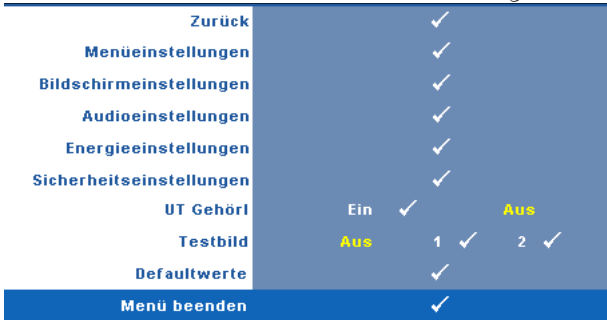 Zurück
Menüeinstellungen
Bildschirmeinstellungen
Audioeinstellungen
Energieeinstellungen
Sicherheitseinstellungen
UT Gehörl Ein Aus
Testbild Aus 1 2
Defaultwerte
Menü beenden